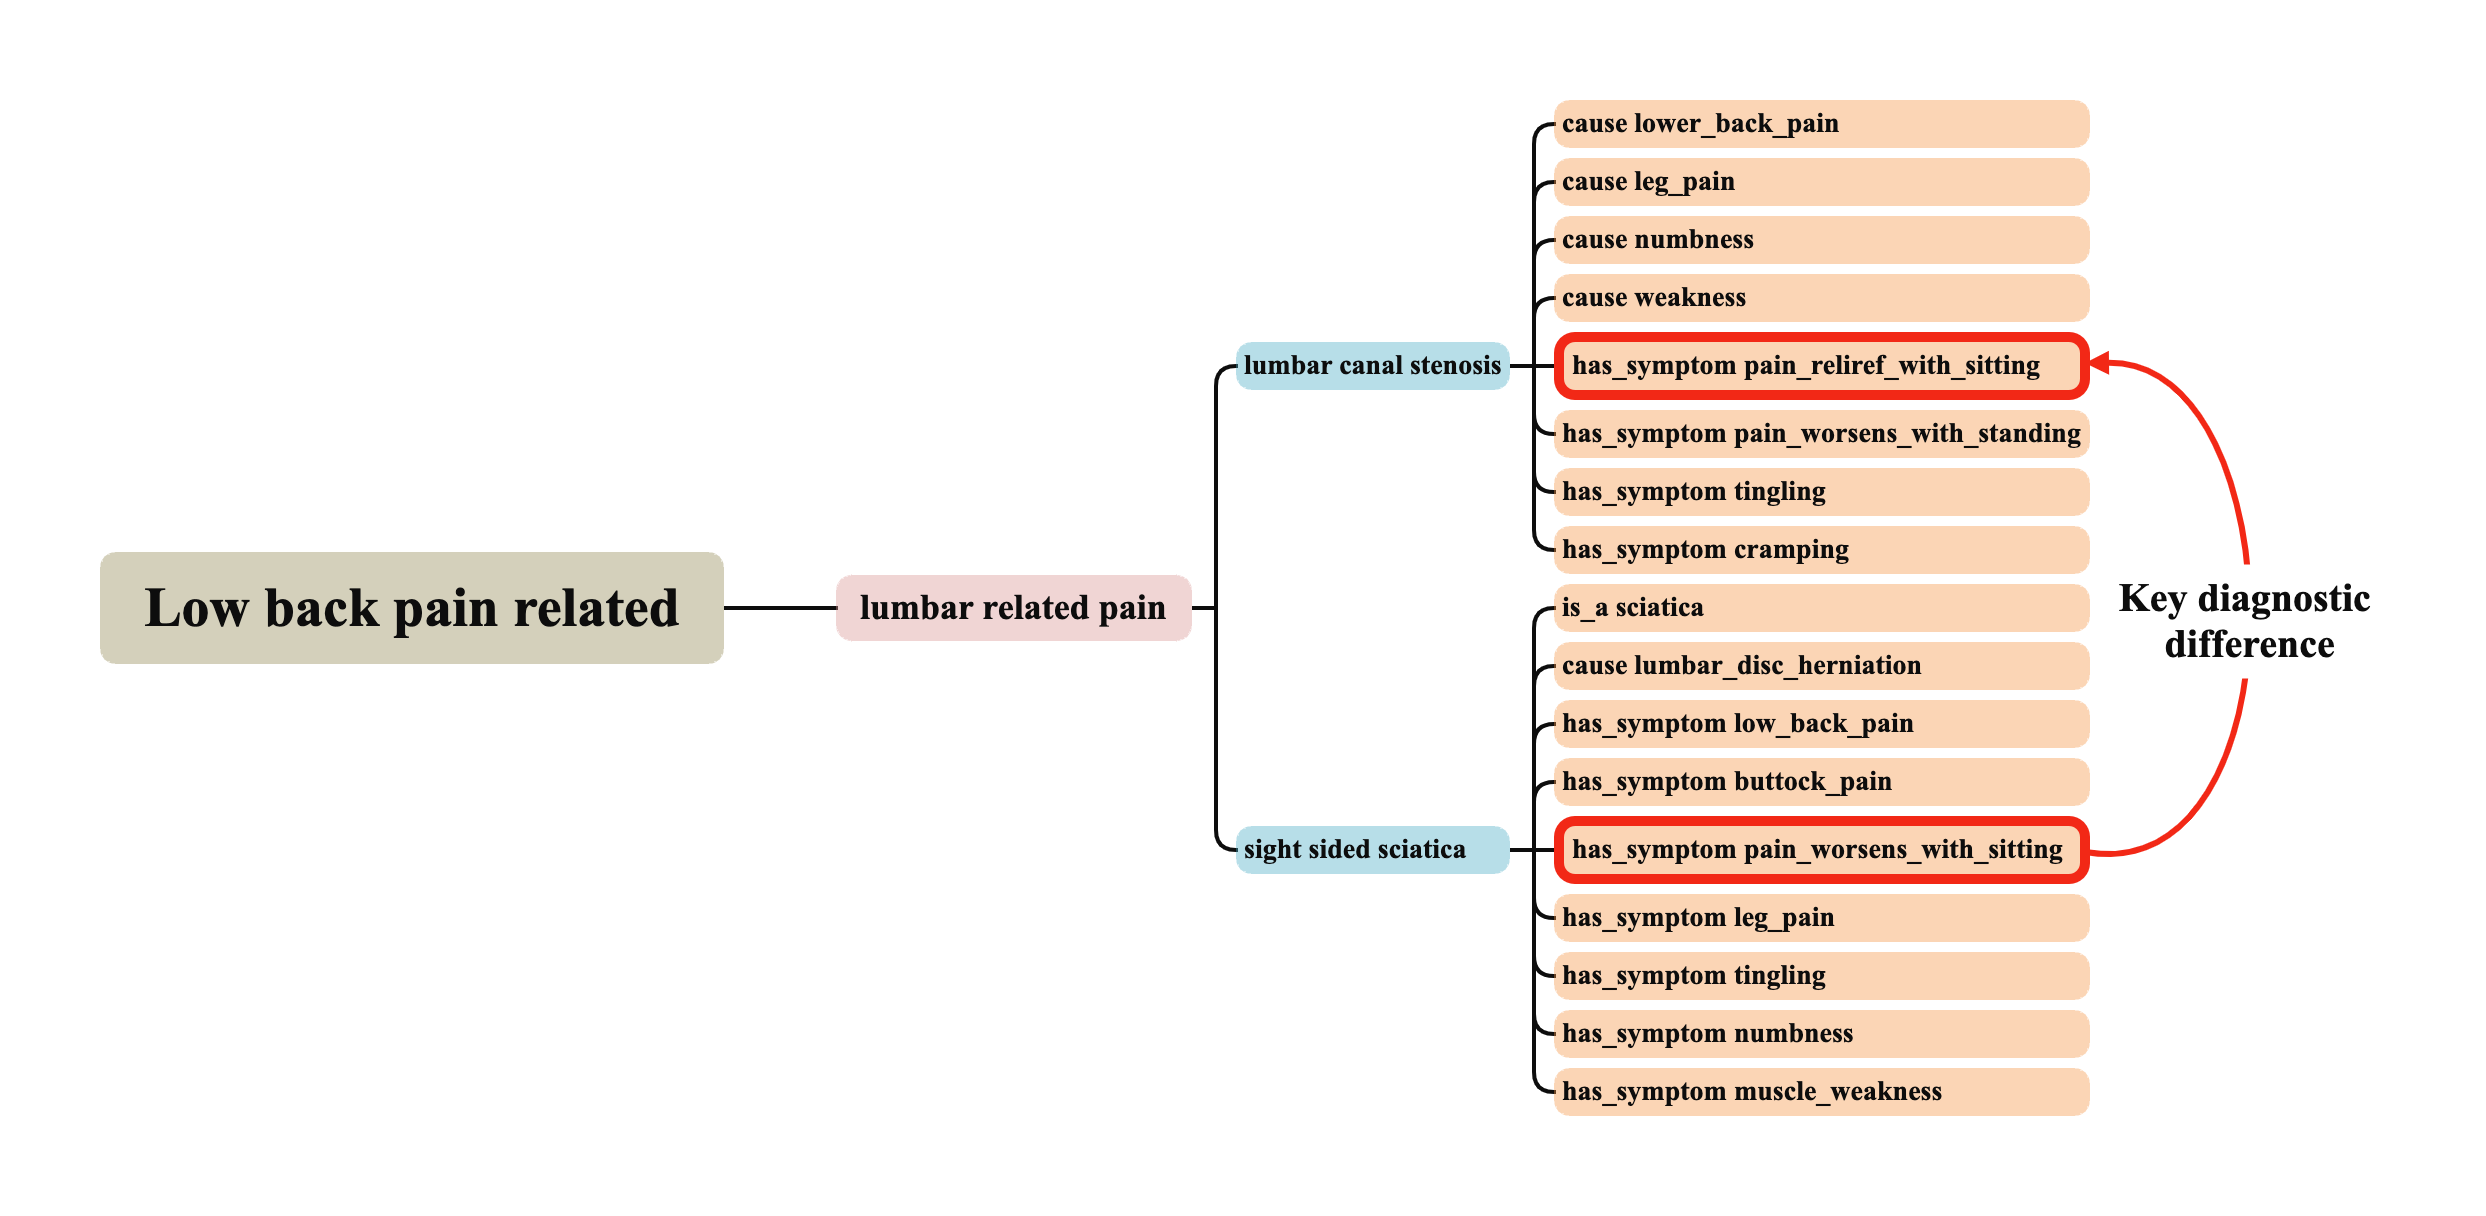 Low back pain related
lumbar related pain
lumbar canal stenosis
cause lower_back_pain
cause leg_pain
cause numbness
cause weakness
has_symptom pain_reliref_with_sitting
has_symptom pain_worsens_with_standing
has_symptom tingling
has_symptom cramping
sight sided sciatica
is_a sciatica
cause lumbar_disc_herniation
has_symptom low_back_pain
has_symptom buttock_pain
has_symptom pain_worsens_with_sitting
has_symptom leg_pain
has_symptom tingling
has_symptom numbness
has_symptom muscle_weakness
Key diagnostic
difference